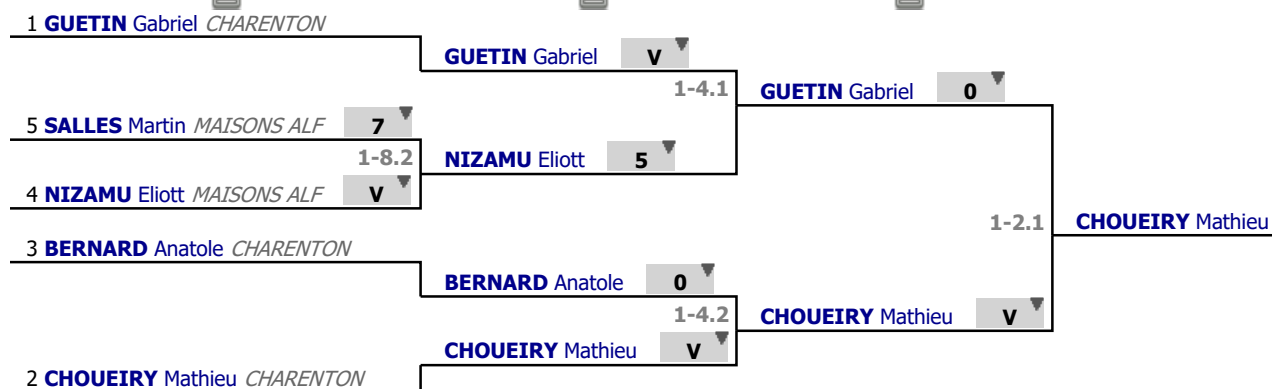 1 GUETIN Gabriel CHARENTON
GUETIN Gabriel V
1-4.1
GUETIN Gabriel 0
5 SALLES Martin MAISONS ALF 7
1-8.2
NIZAMU Eliott 5
4 NIZAMU Eliott MAISONS ALF V
1-2.1
CHOUEIRY Mathieu
3 BERNARD Anatole CHARENTON
BERNARD Anatole 0
1-4.2
CHOUEIRY Mathieu V
CHOUEIRY Mathieu V
2 CHOUEIRY Mathieu CHARENTON